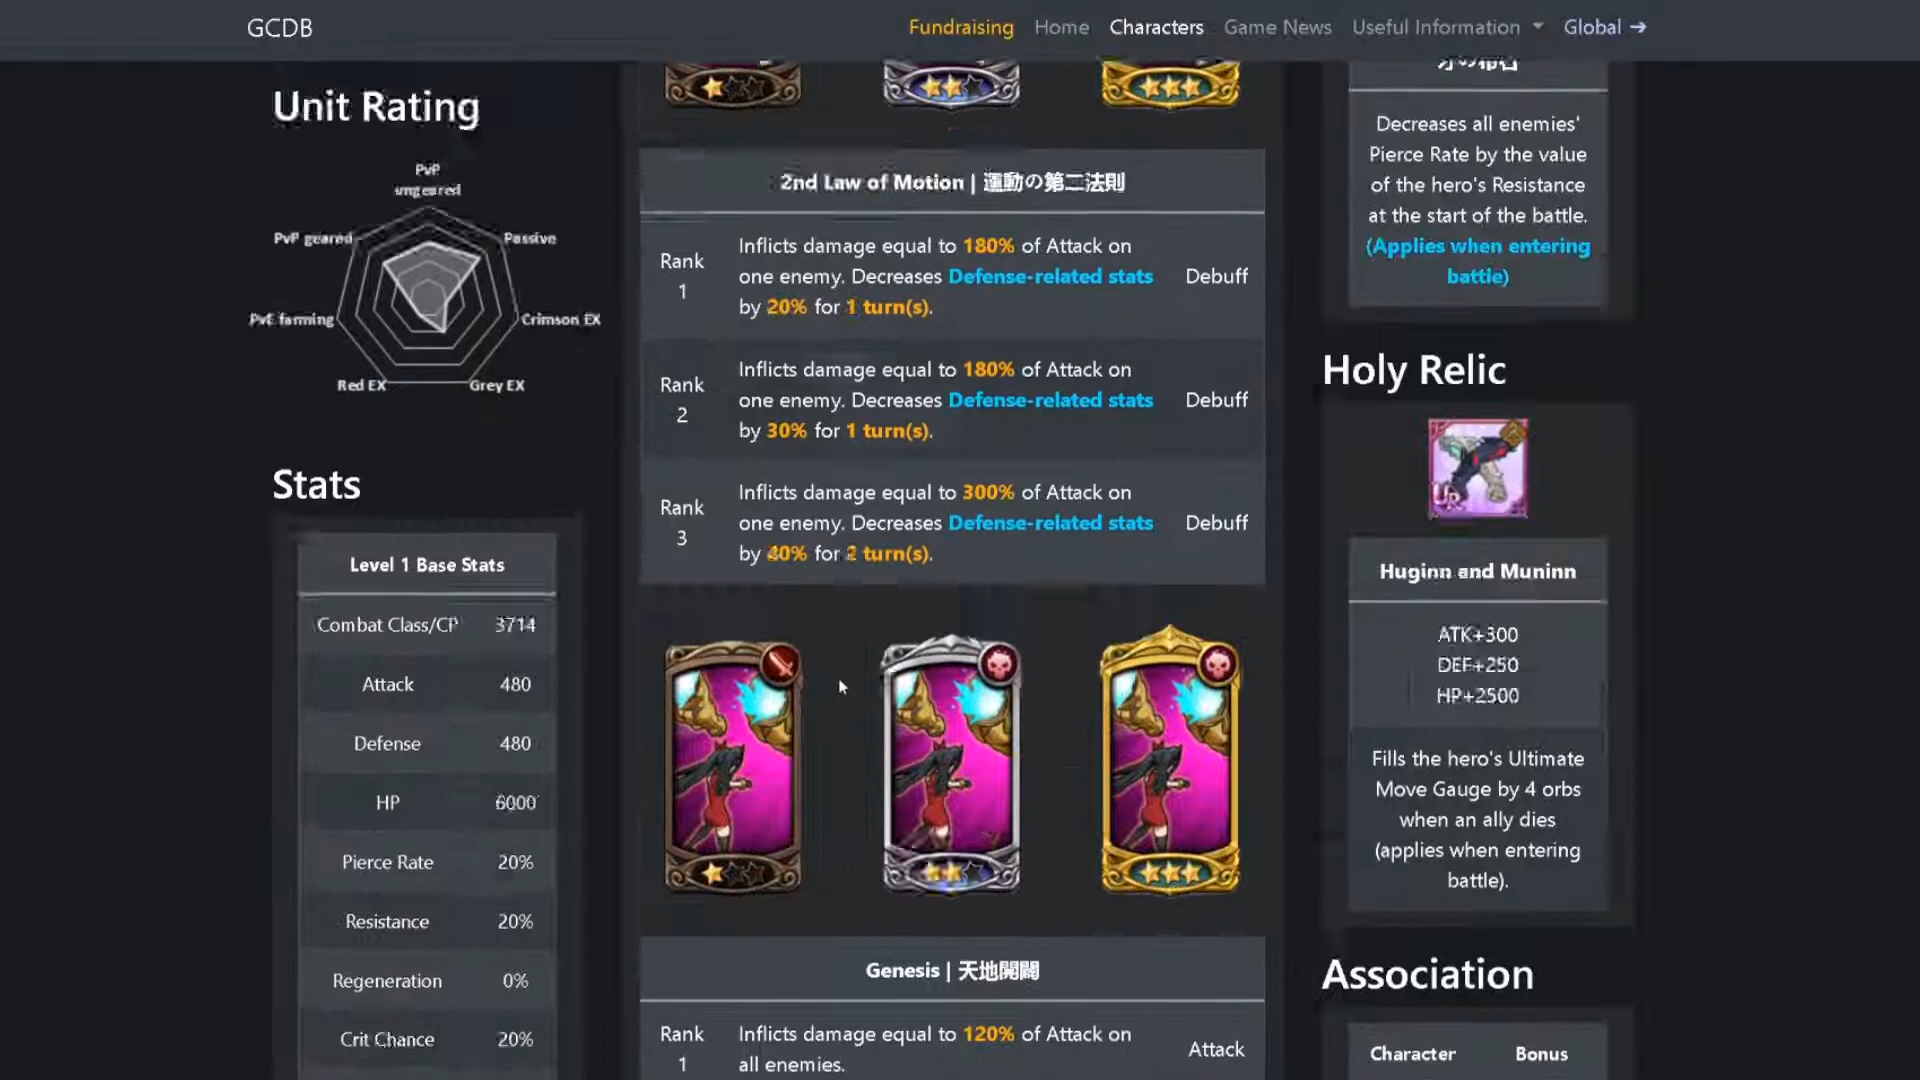 GCDB
Fundraising
Home
Characters
Game News
Useful Information
Global →
Unit Rating
PvP
ungeared
PvP geared
Passive
PvE farming
Crimson EX
Red EX
Grey EX
Stats
Level 1 Base Stats
Combat Class/CP 3714
Attack 480
Defense 480
HP 6000
Pierce Rate 20%
Resistance 20%
Regeneration 0%
Crit Chance 20%
2nd Law of Motion | 運動の第二法則
Rank
1
Inflicts damage equal to 180% of Attack on
one enemy. Decreases Defense-related stats
by 20% for 1 turn(s).
Debuff
Rank
2
Inflicts damage equal to 180% of Attack on
one enemy. Decreases Defense-related stats
by 30% for 1 turn(s).
Debuff
Rank
3
Inflicts damage equal to 300% of Attack on
one enemy. Decreases Defense-related stats
by 40% for 2 turn(s).
Debuff
Genesis | 天地開闢
Rank
1
Inflicts damage equal to 120% of Attack on
all enemies.
Attack
Decreases all enemies'
Pierce Rate by the value
of the hero's Resistance
at the start of the battle.
(Applies when entering
battle)
Holy Relic
UR
Huginn and Muninn
ATK+300
DEF+250
HP+2500
Fills the hero's Ultimate
Move Gauge by 4 orbs
when an ally dies
(applies when entering
battle).
Association
Character Bonus